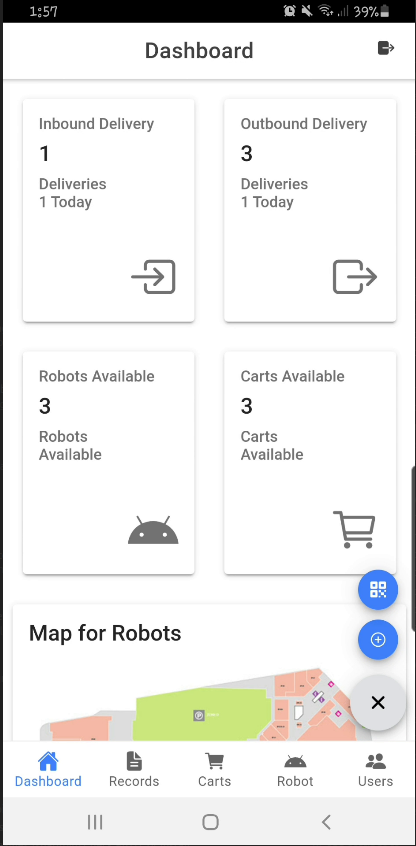 1:57
39%
Dashboard
Inbound Delivery
1
Deliveries
1 Today
Outbound Delivery
3
Deliveries
1 Today
Robots Available
3
Robots
Available
Carts Available
3
Carts
Available
Map for Robots
Dashboard
Records
Carts
Robot
Users